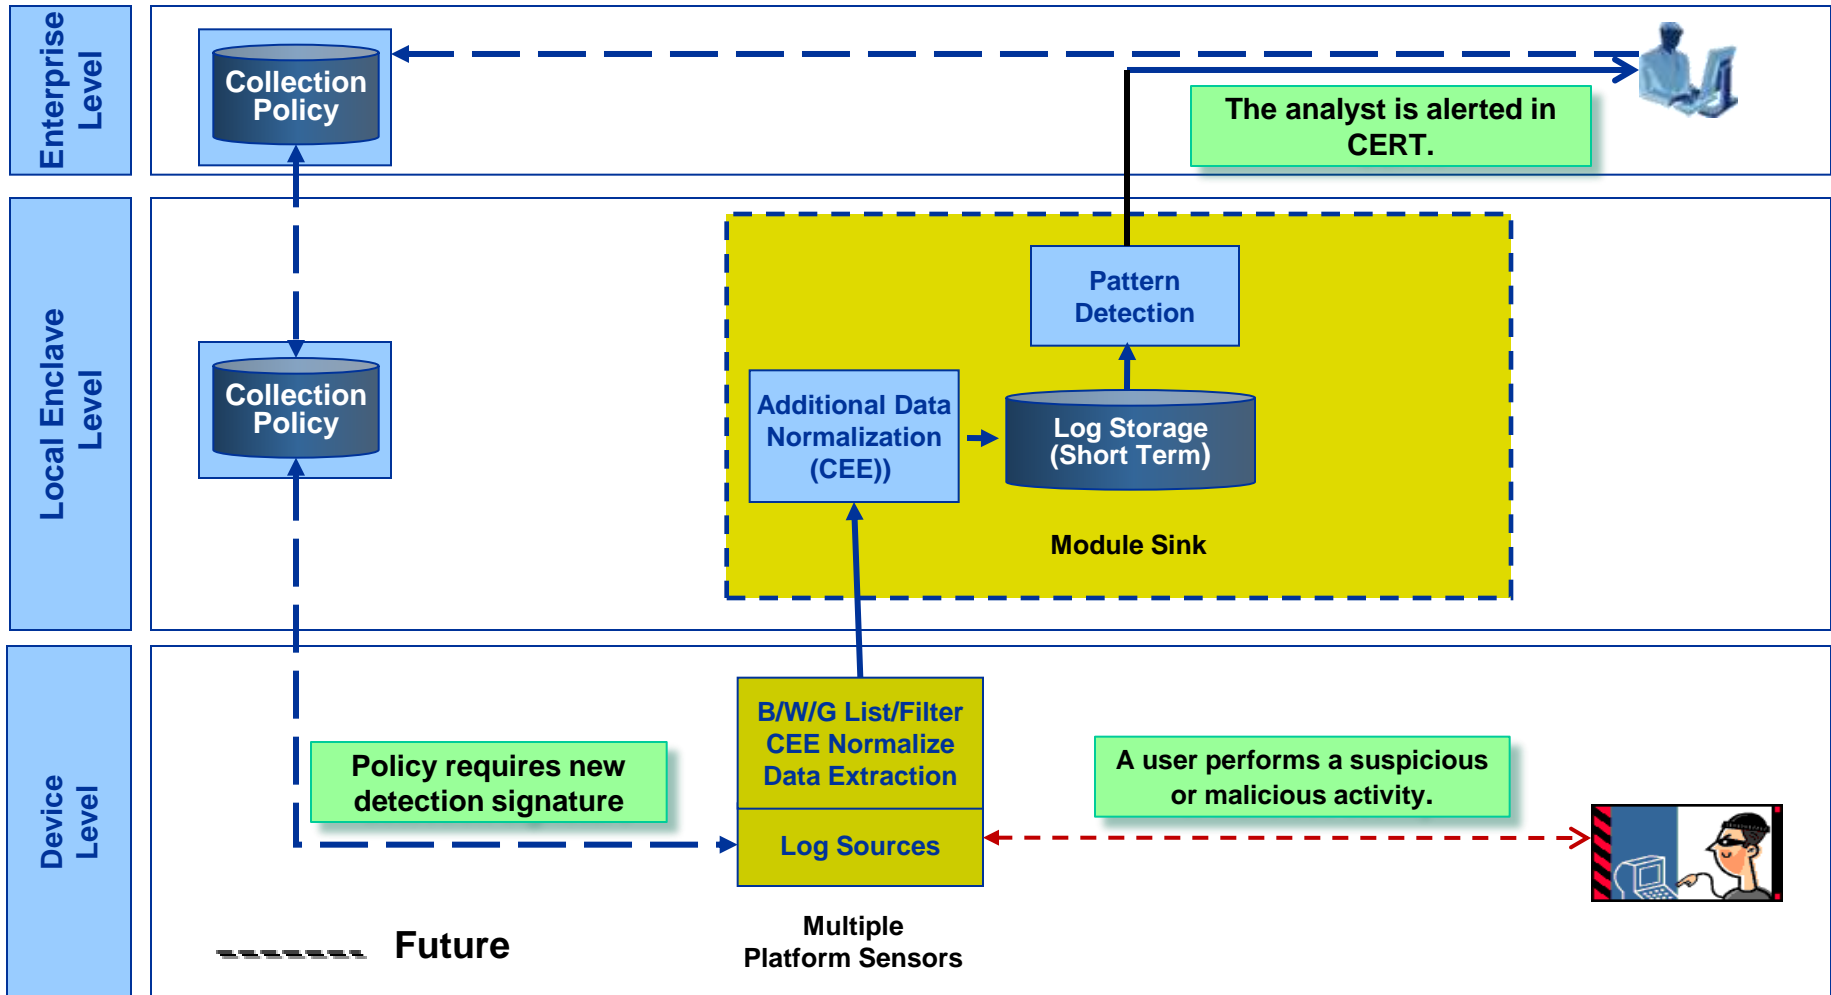 Enterprise
Level
Collection
Policy
The analyst is alerted in
CERT.
Local Enclave
Level
Collection
Policy
Pattern
Detection
Additional Data
Normalization
(CEE))
Log Storage
(Short Term)
Module Sink
Device
Level
Policy requires new
detection signature
B/W/G List/Filter
CEE Normalize
Data Extraction
Log Sources
A user performs a suspicious
or malicious activity.
Multiple
Platform Sensors
Future